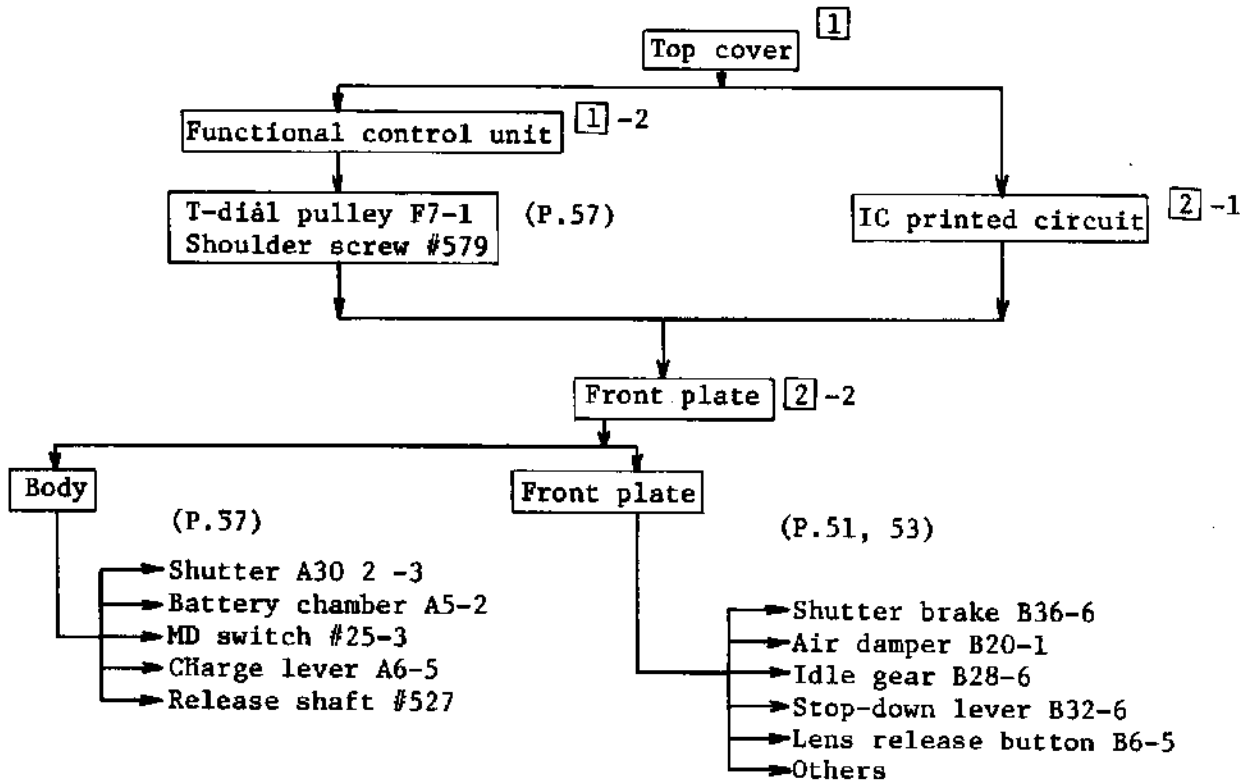 1
Top cover
Functional control unit
1 -2
T-dial pulley F7-1
Shoulder screw #579
(P.57)
IC printed circuit
2 -1
Front plate
2 -2
Body
Front plate
(P.57)
Shutter A30 2 -3
Battery chamber A5-2
MD switch #25-3
CHarge lever A6-5
Release shaft #527
(P.51, 53)
Shutter brake B36-6
Air damper B20-1
Idle gear B28-6
Stop-down lever B32-6
Lens release button B6-5
Others